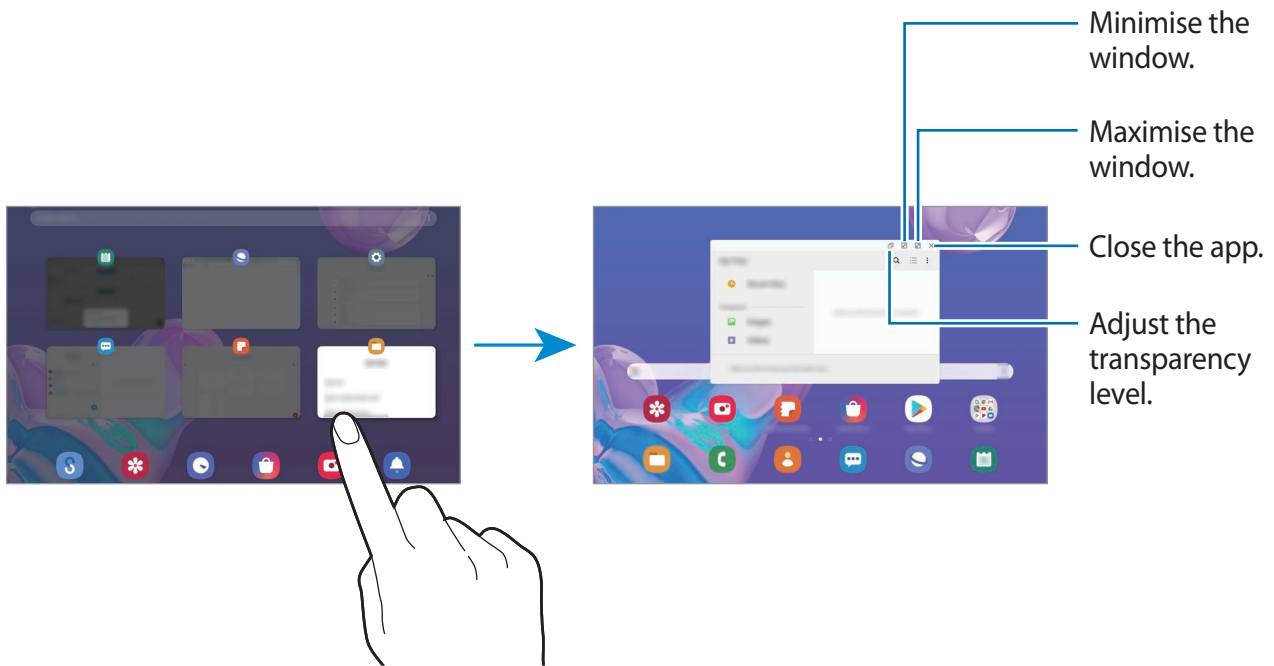 Minimise the
window.
Maximise the
window.
Close the app.
Adjust the
transparency
level.